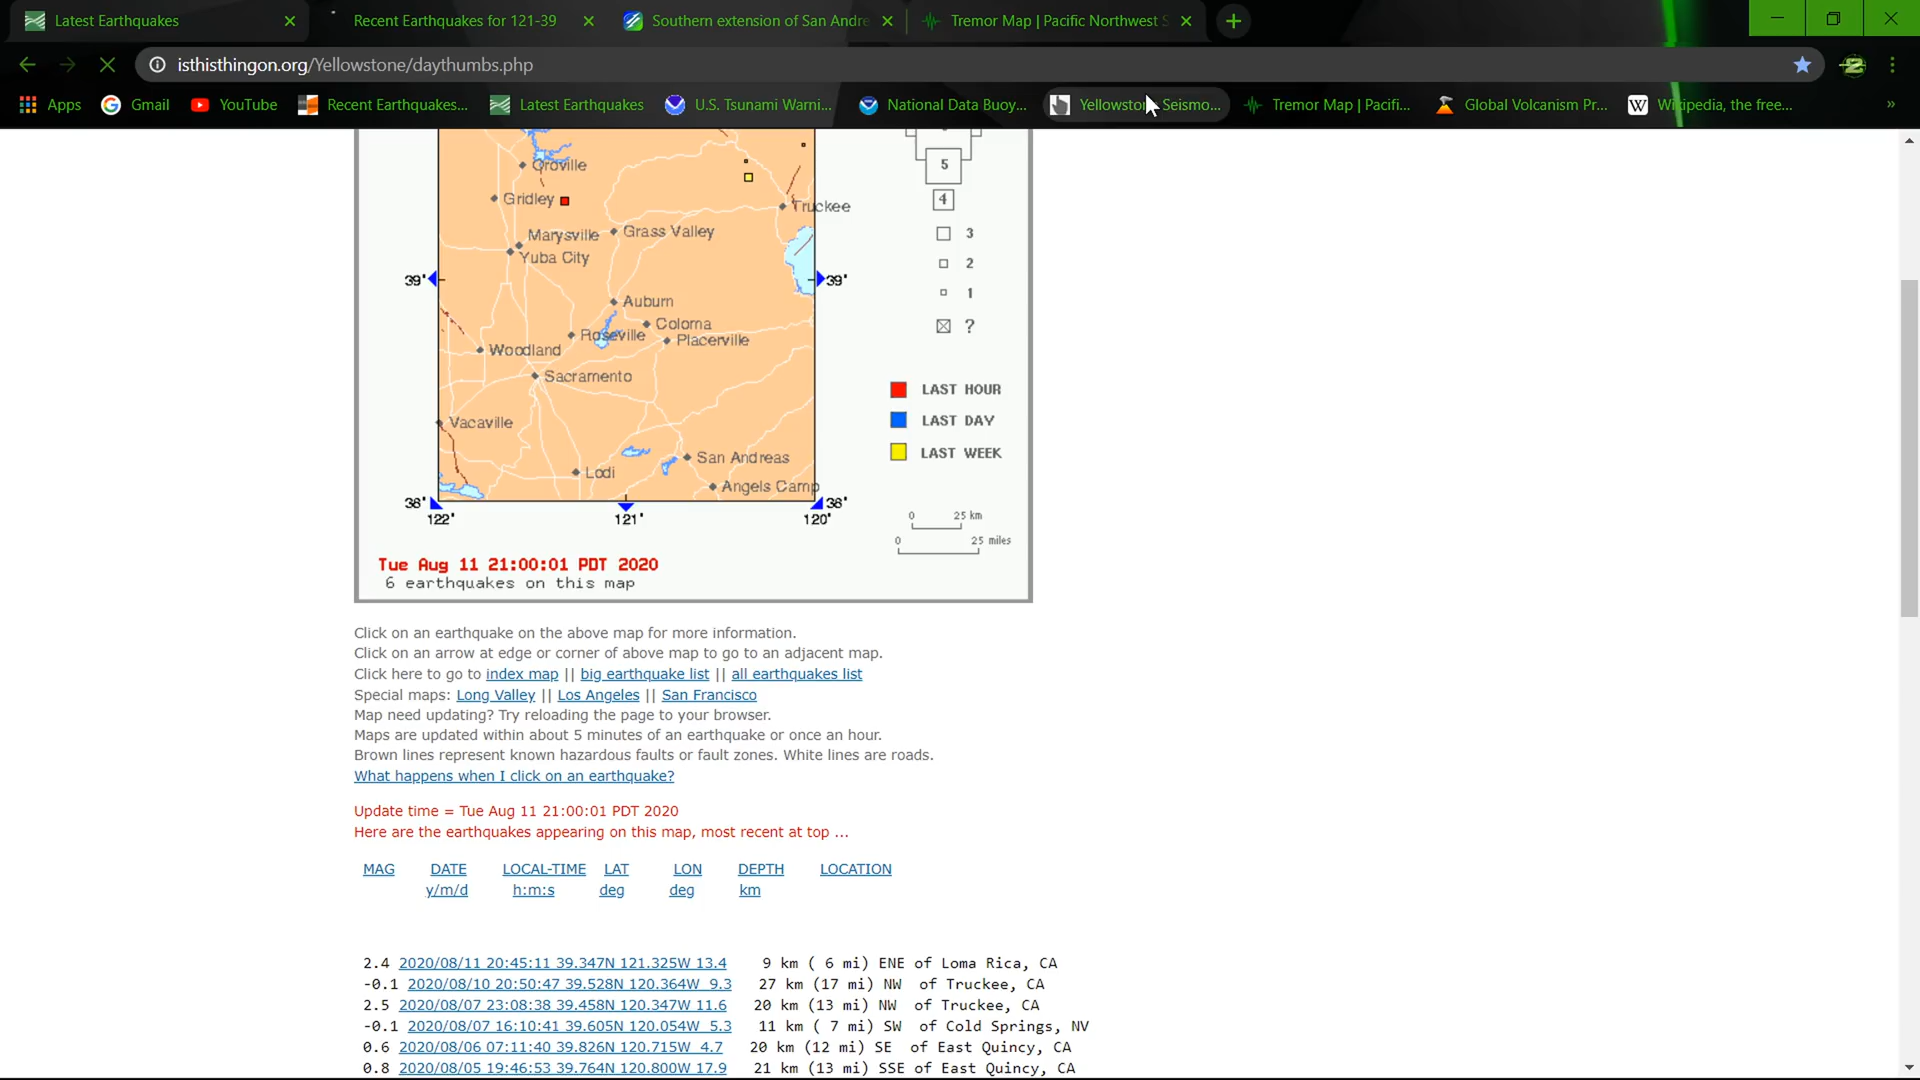 Latest Earthquakes
Recent Earthquakes for 121-39
Southern extension of San Andre
Tremor Map | Pacific Northwest S
isthisthingon.org/Yellowstone/daythumbs.php
Apps
Gmail
YouTube
Recent Earthquakes...
Latest Earthquakes
U.S. Tsunami Warni...
National Data Buoy...
Yellowstone Seismo...
Tremor Map | Pacifi...
Global Volcanism Pr...
Wikipedia, the free...
Oroville
Gridley
Truckee
Marysville
Grass Valley
Yuba City
39'
39'
Auburn
Coloma
Roseville
Placerville
Woodland
Sacramento
Vacaville
San Andreas
Lodi
Angels Camp
38'
38'
122'
121'
120'
5
4
3
2
1
?
LAST HOUR
LAST DAY
LAST WEEK
0 25 km
0 25 miles
Tue Aug 11 21:00:01 PDT 2020
6 earthquakes on this map
Click on an earthquake on the above map for more information.
Click on an arrow at edge or corner of above map to go to an adjacent map.
Click here to go to index map || big earthquake list || all earthquakes list
Special maps: Long Valley || Los Angeles || San Francisco
Map need updating? Try reloading the page to your browser.
Maps are updated within about 5 minutes of an earthquake or once an hour.
Brown lines represent known hazardous faults or fault zones. White lines are roads.
What happens when I click on an earthquake?
Update time = Tue Aug 11 21:00:01 PDT 2020
Here are the earthquakes appearing on this map, most recent at top ...
MAG DATE LOCAL-TIME LAT LON DEPTH LOCATION
y/m/d h:m:s deg deg km
2.4 2020/08/11 20:45:11 39.347N 121.325W 13.4 9 km ( 6 mi) ENE of Loma Rica, CA
-0.1 2020/08/10 20:50:47 39.528N 120.364W 9.3 27 km (17 mi) NW of Truckee, CA
2.5 2020/08/07 23:08:38 39.458N 120.347W 11.6 20 km (13 mi) NW of Truckee, CA
-0.1 2020/08/07 16:10:41 39.605N 120.054W 5.3 11 km ( 7 mi) SW of Cold Springs, NV
0.6 2020/08/06 07:11:40 39.826N 120.715W 4.7 20 km (12 mi) SE of East Quincy, CA
0.8 2020/08/05 19:46:53 39.764N 120.800W 17.9 21 km (13 mi) SSE of East Quincy, CA